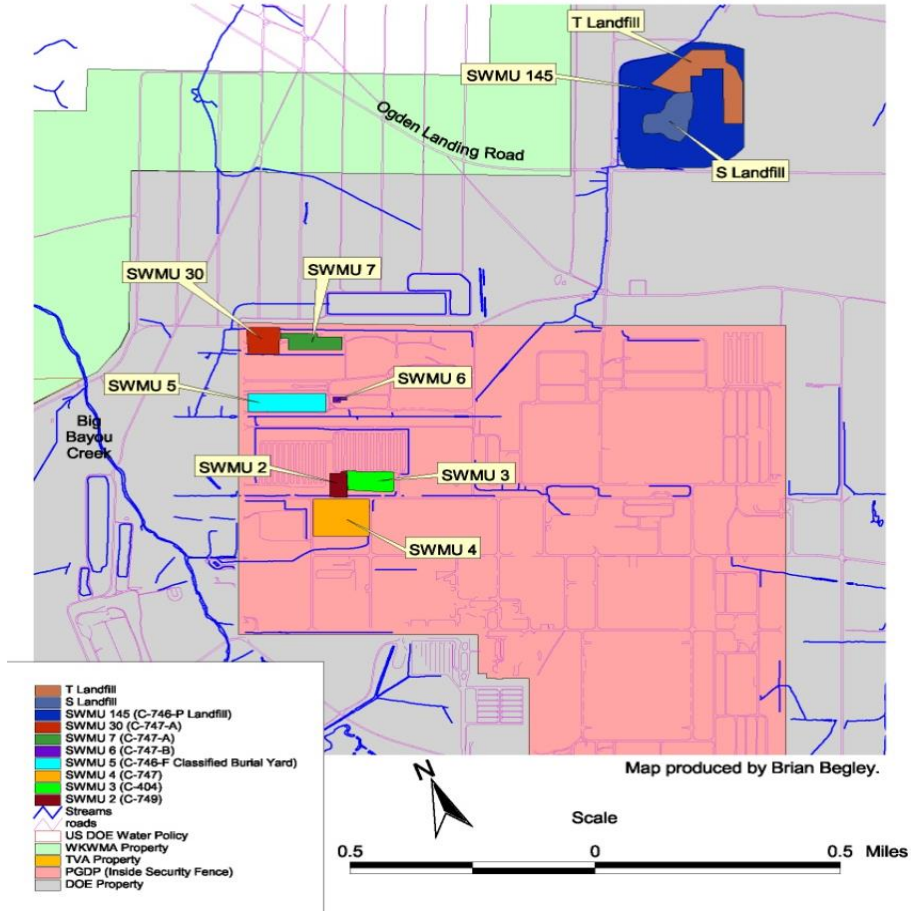 T Landfill
SWMU 145
Ogden Landing Road
S Landfill
SWMU 30
SWMU 7
SWMU 5
SWMU 6
Big
Bayou
Creek
SWMU 2
SWMU 3
SWMU 4
T Landfill
S Landfill
SWMU 145 (C-746-P Landfill)
SWMU 30 (C-747-A)
SWMU 7 (C-747-A)
SWMU 6 (C-747-B)
SWMU 5 (C-746-F Classified Burial Yard)
SWMU 4 (C-747)
SWMU 3 (C-404)
SWMU 2 (C-749)
Streams
roads
US DOE Water Policy
WKWMA Property
TVA Property
PGDP (Inside Security Fence)
DOE Property
Map produced by Brian Begley.
N
Scale
0.5 0 0.5 Miles